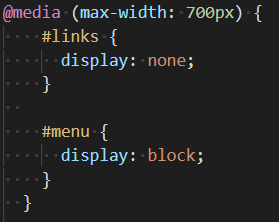 @media (max-width: 700px) {
    #links {
      display: none;
    }
  
    #menu {
      display: block;
    }
  }